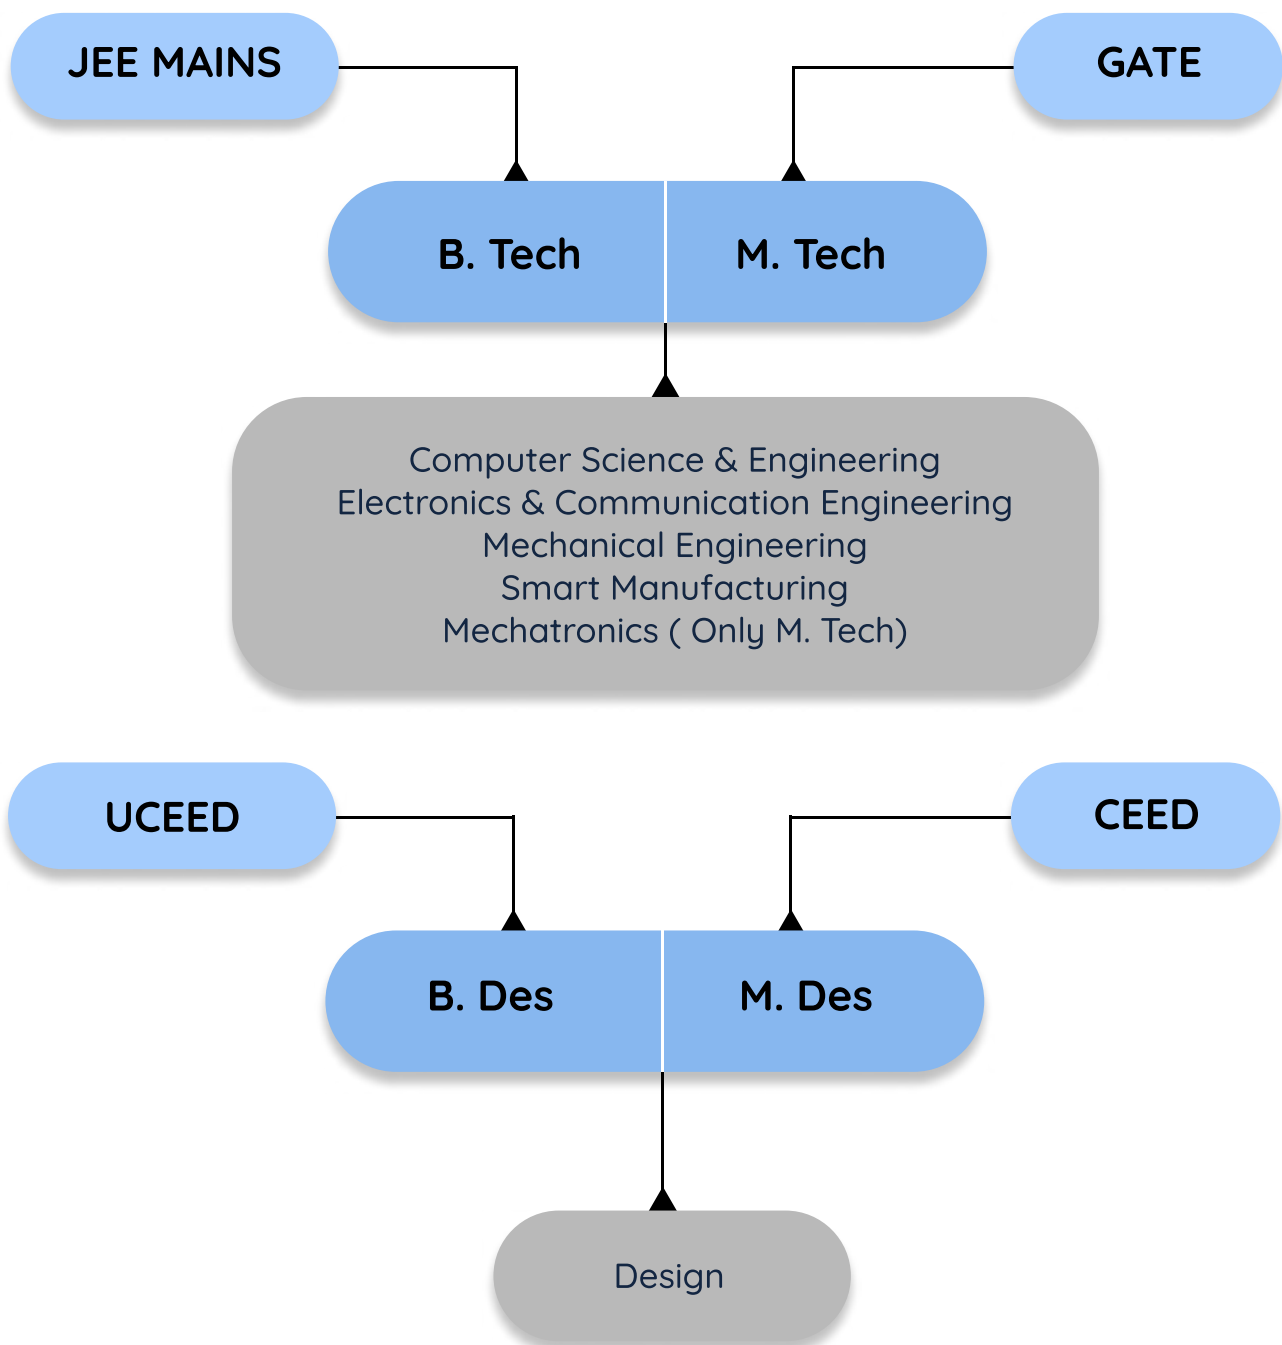 JEE MAINS
GATE
B. Tech
M. Tech
Computer Science & Engineering
Electronics & Communication Engineering
Mechanical Engineering
Smart Manufacturing
Mechatronics ( Only M. Tech)
UCEED
CEED
B. Des
M. Des
Design